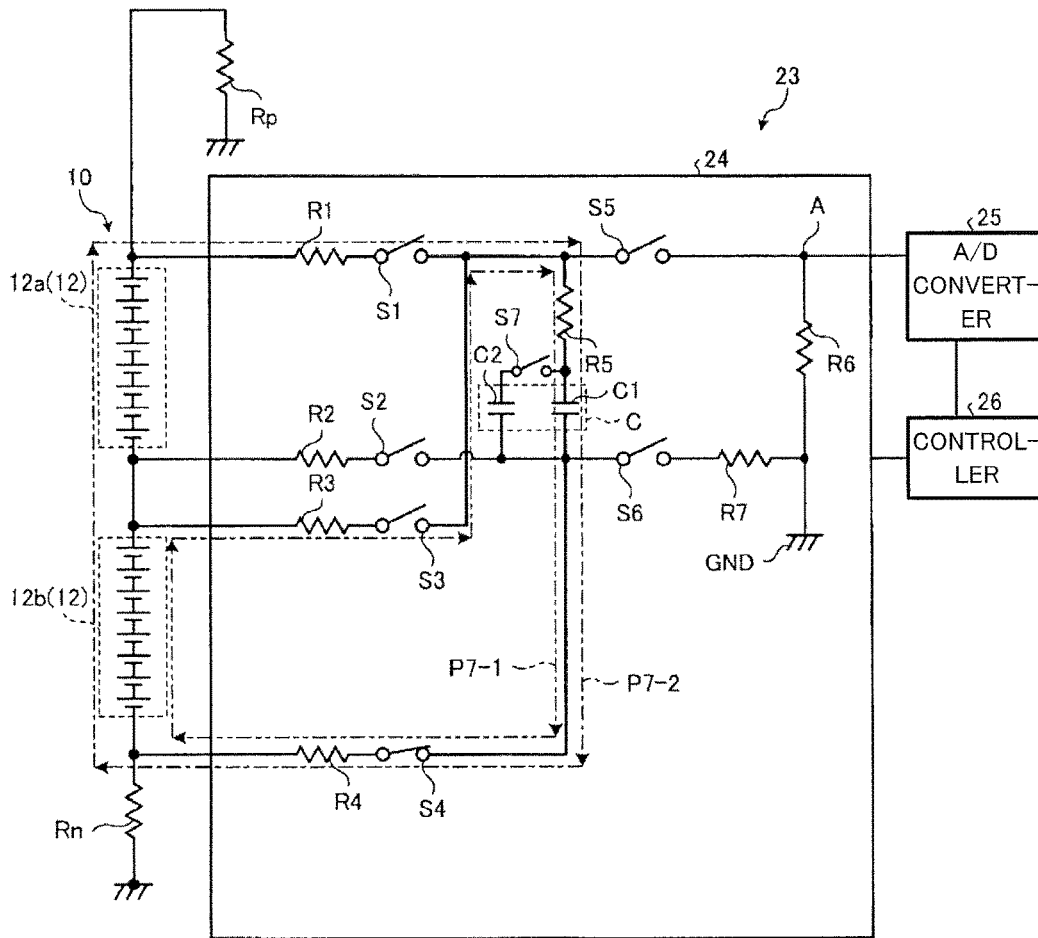 23
Rp
24
10
R1
S5
A
25
A/D
CONVERT-
ER
12a(12)
S1
S7
R5
R6
C2
C1
C
26
CONTROL-
LER
R2
S2
R3
S6
R7
S3
GND
12b(12)
P7-1
P7-2
R4
S4
Rn